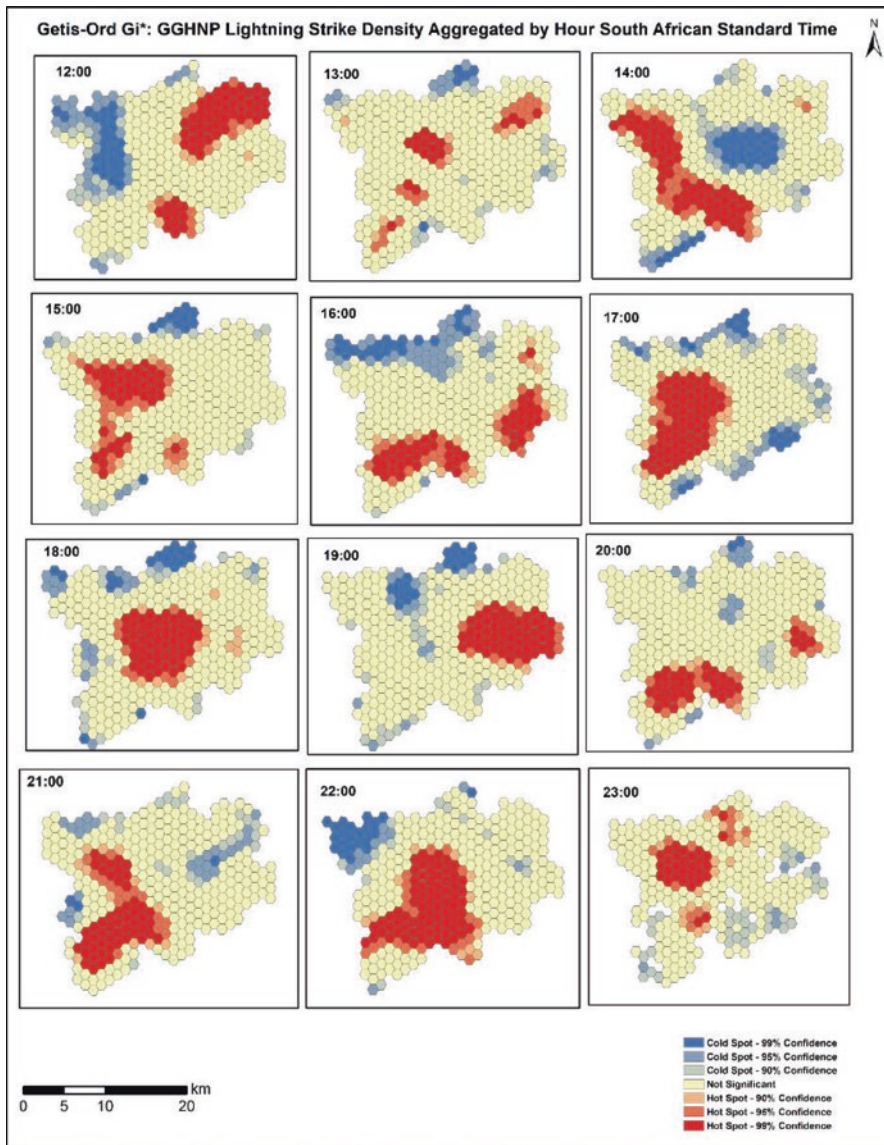 Getis-Ord Gi*: GGHNP Lightning Strike Density Aggregated by Hour South African Standard Time
N
12:00
13:00
14:00
15:00
16:00
17:00
18:00
19:00
20:00
21:00
22:00
23:00
Cold Spot - 99% Confidence
Cold Spot - 95% Confidence
Cold Spot - 90% Confidence
Not Significant
Hot Spot - 90% Confidence
Hot Spot - 95% Confidence
Hot Spot - 99% Confidence
km
0 5 10 20